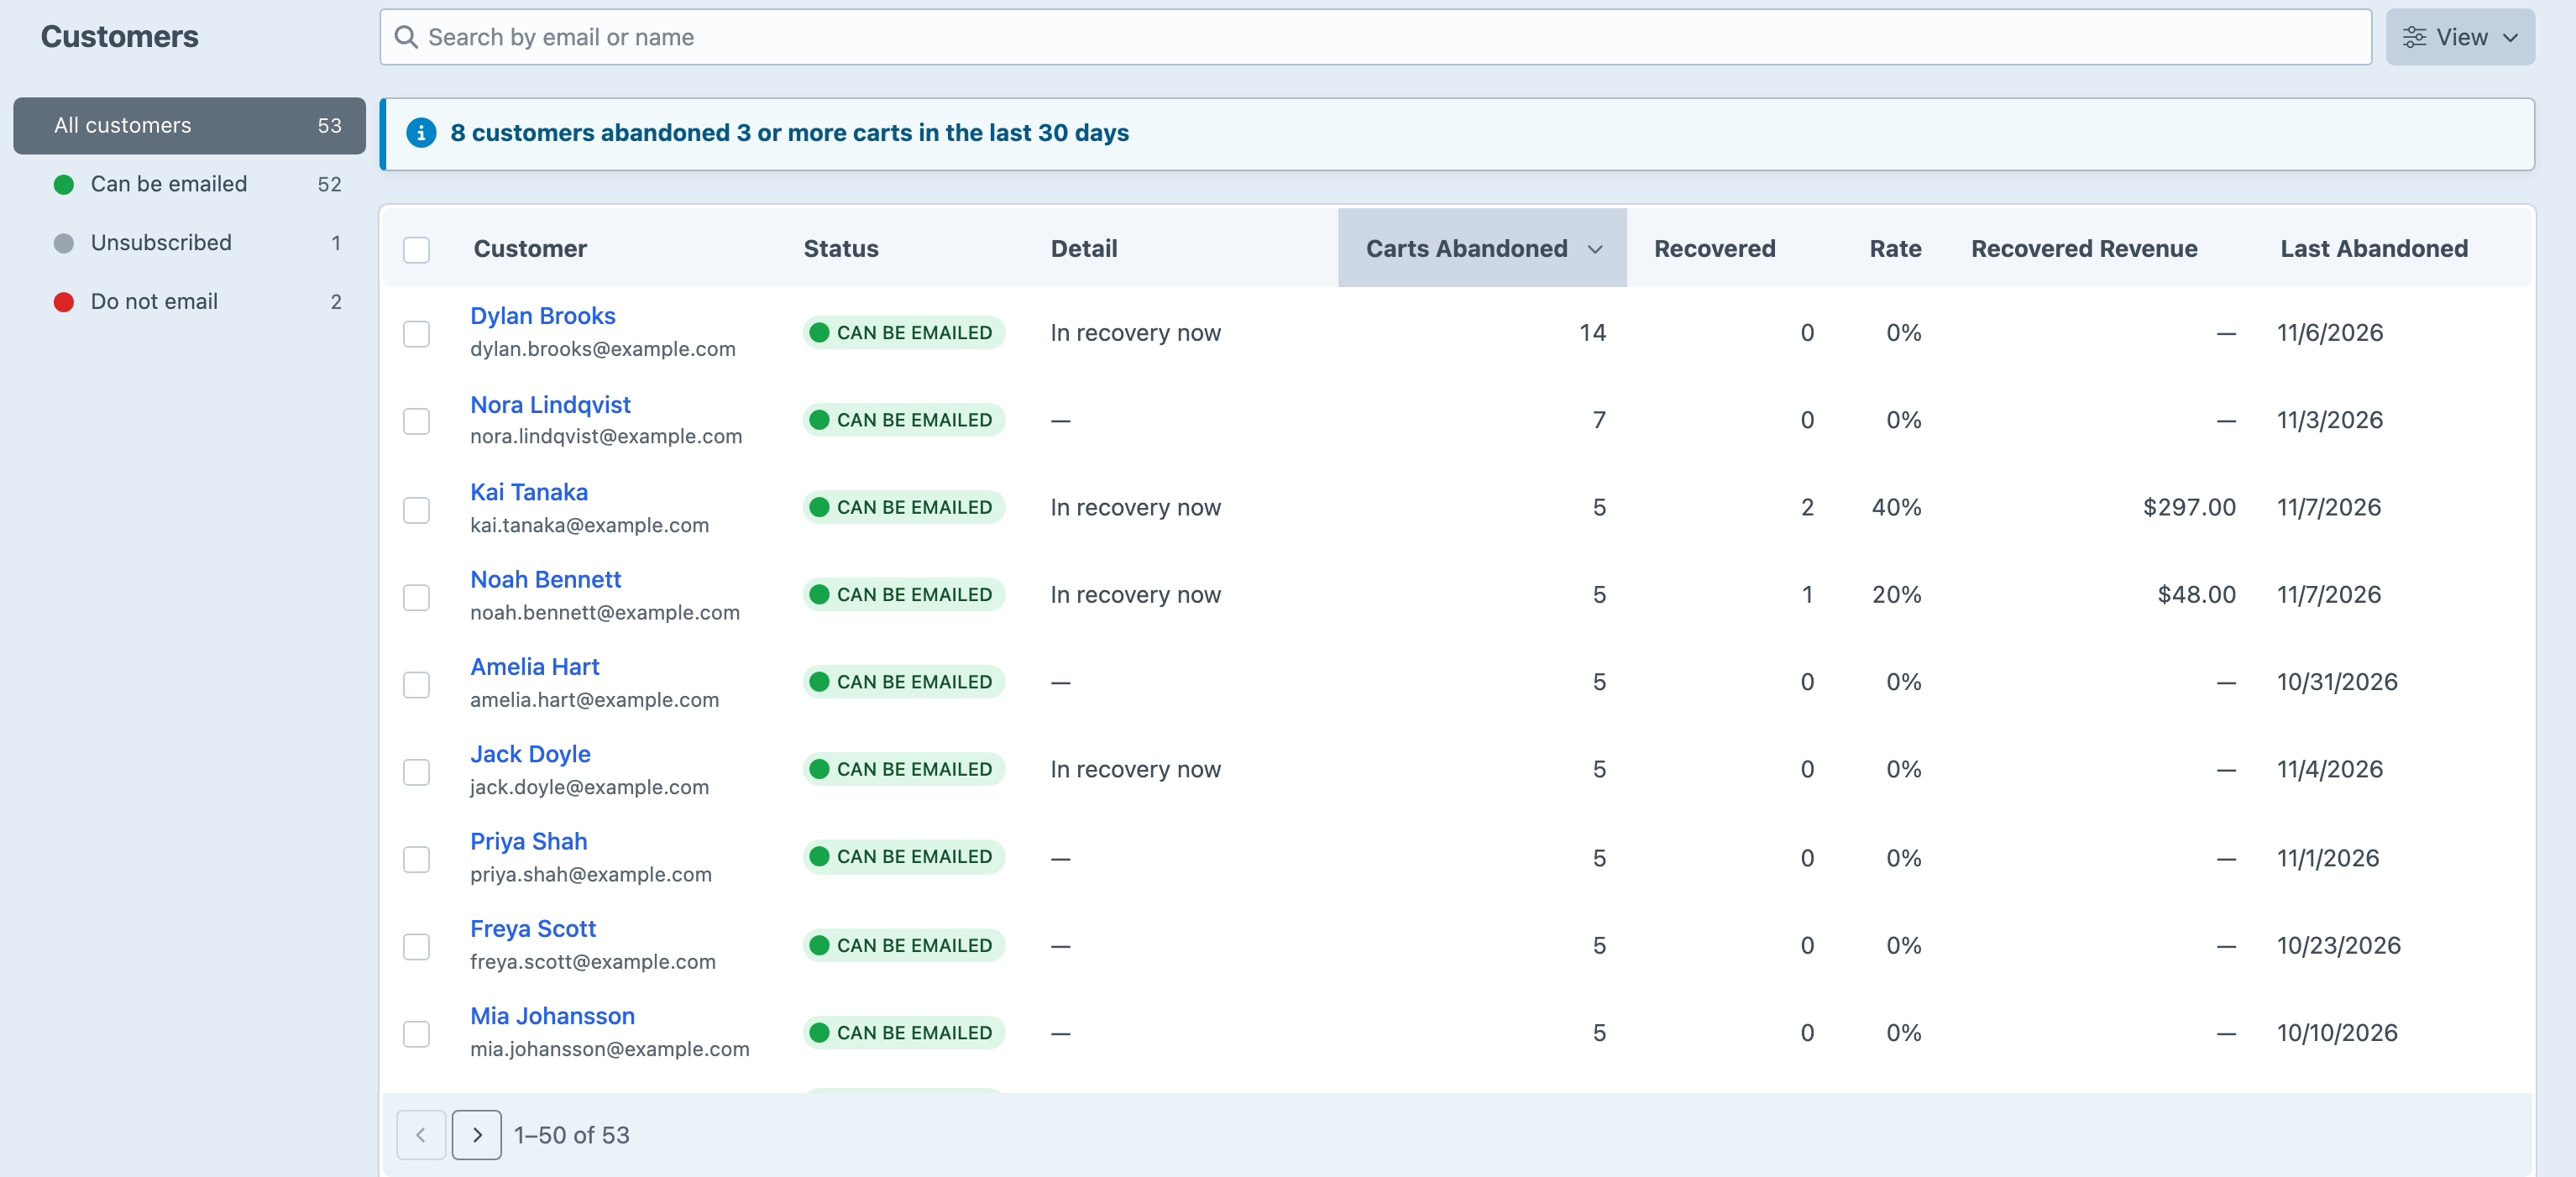 Customers
Search by email or name
View
All customers 53
Can be emailed 52
Unsubscribed 1
Do not email 2
8 customers abandoned 3 or more carts in the last 30 days
Customer Status Detail Carts Abandoned Recovered Rate Recovered Revenue Last Abandoned
Dylan Brooks
dylan.brooks@example.com
CAN BE EMAILED In recovery now 14 0 0% — 11/6/2026
Nora Lindqvist
nora.lindqvist@example.com
CAN BE EMAILED — 7 0 0% — 11/3/2026
Kai Tanaka
kai.tanaka@example.com
CAN BE EMAILED In recovery now 5 2 40% $297.00 11/7/2026
Noah Bennett
noah.bennett@example.com
CAN BE EMAILED In recovery now 5 1 20% $48.00 11/7/2026
Amelia Hart
amelia.hart@example.com
CAN BE EMAILED — 5 0 0% — 10/31/2026
Jack Doyle
jack.doyle@example.com
CAN BE EMAILED In recovery now 5 0 0% — 11/4/2026
Priya Shah
priya.shah@example.com
CAN BE EMAILED — 5 0 0% — 11/1/2026
Freya Scott
freya.scott@example.com
CAN BE EMAILED — 5 0 0% — 10/23/2026
Mia Johansson
mia.johansson@example.com
CAN BE EMAILED — 5 0 0% — 10/10/2026
1–50 of 53